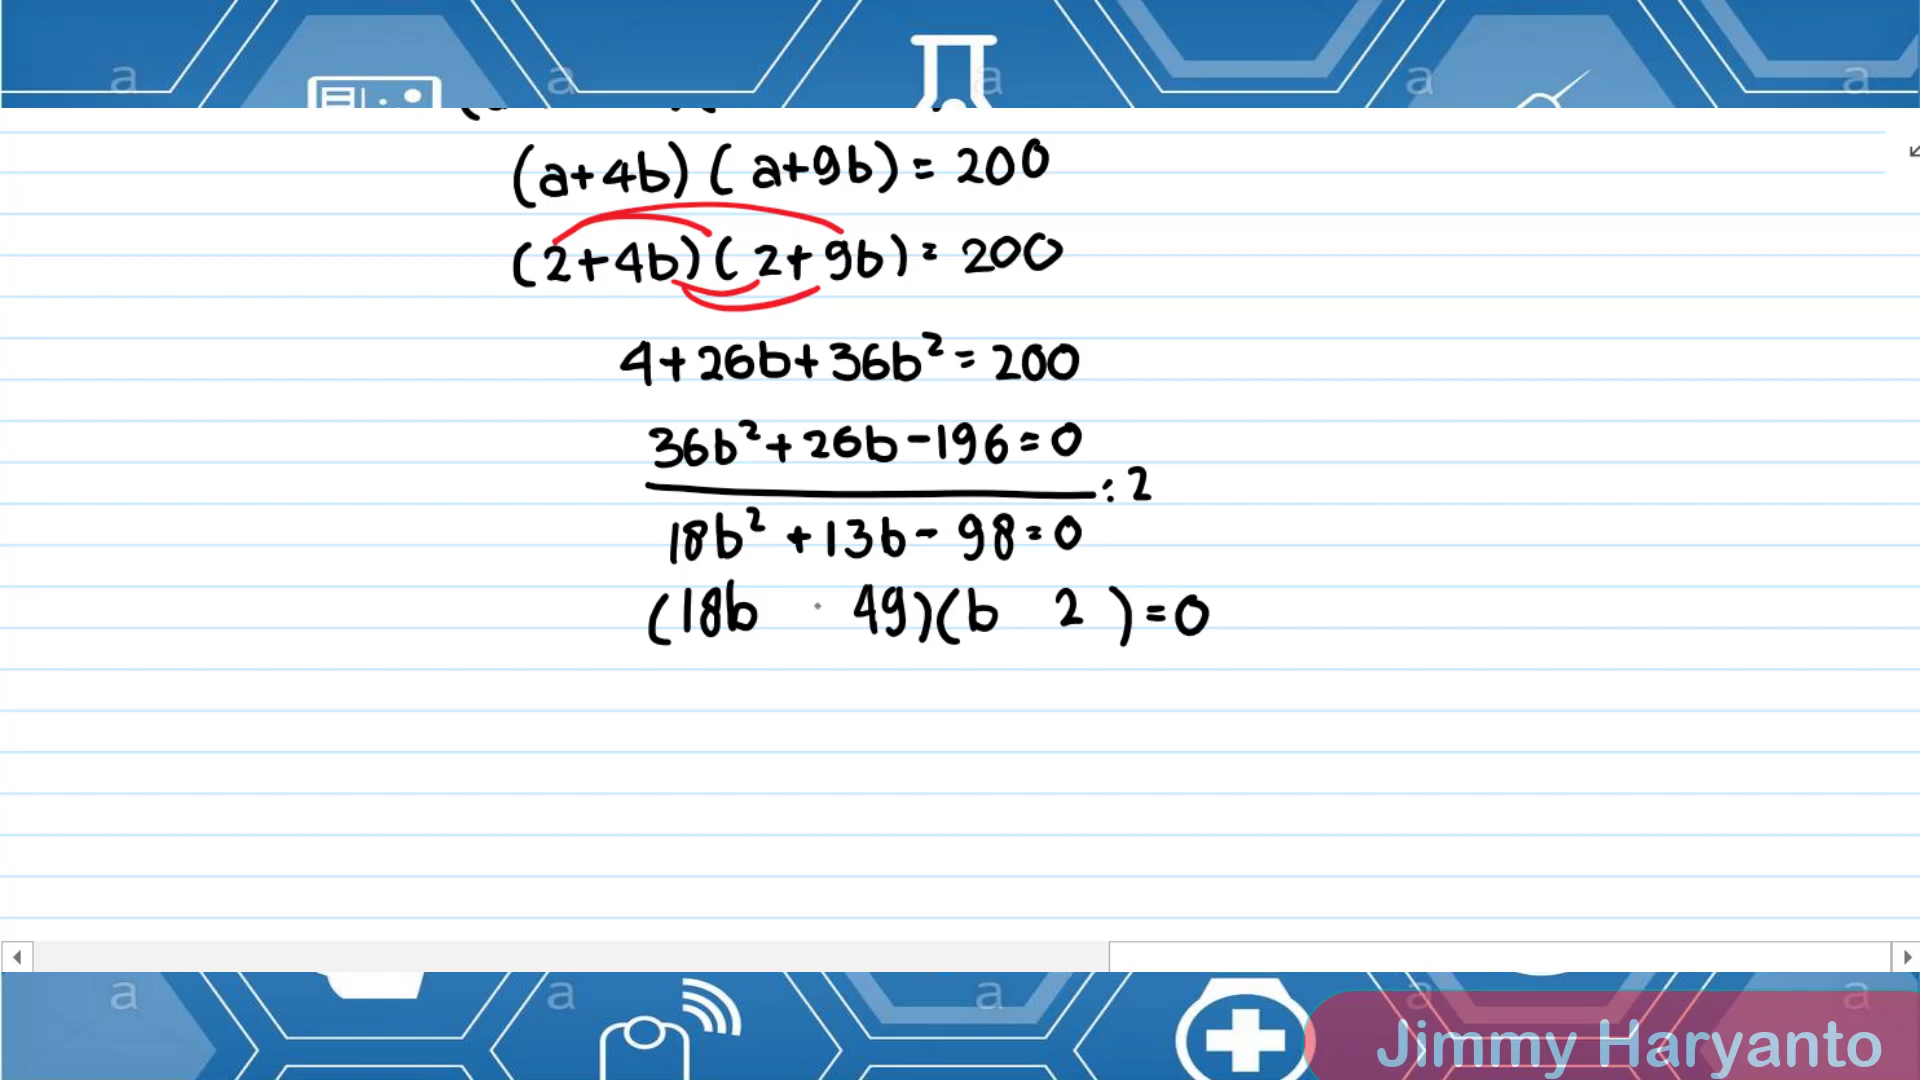 (a+4b)(a+9b)=200
(2+4b)(2+9b)=200
4+26b+36b²=200
36b²+26b-196=0
:2
18b²+13b-98=0
(18b 49)(b 2)=0
a a a a a
a a a a a
Jimmy Haryanto